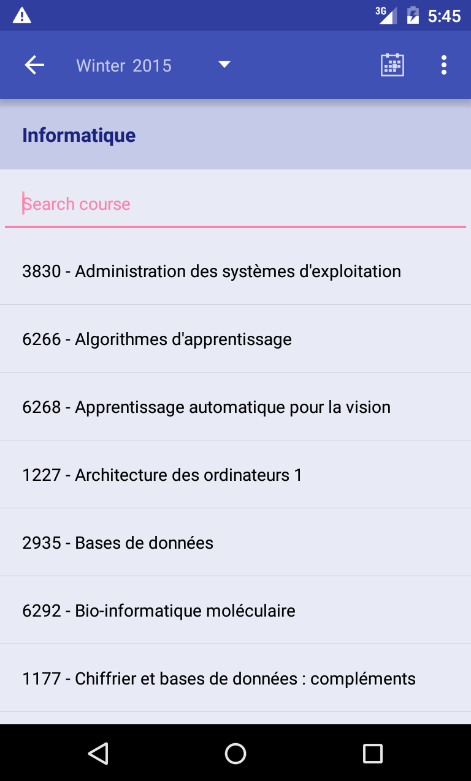 3G 5:45
Winter 2015
Informatique
Search course
3830 - Administration des systèmes d'exploitation
6266 - Algorithmes d'apprentissage
6268 - Apprentissage automatique pour la vision
1227 - Architecture des ordinateurs 1
2935 - Bases de données
6292 - Bio-informatique moléculaire
1177 - Chiffrier et bases de données : compléments